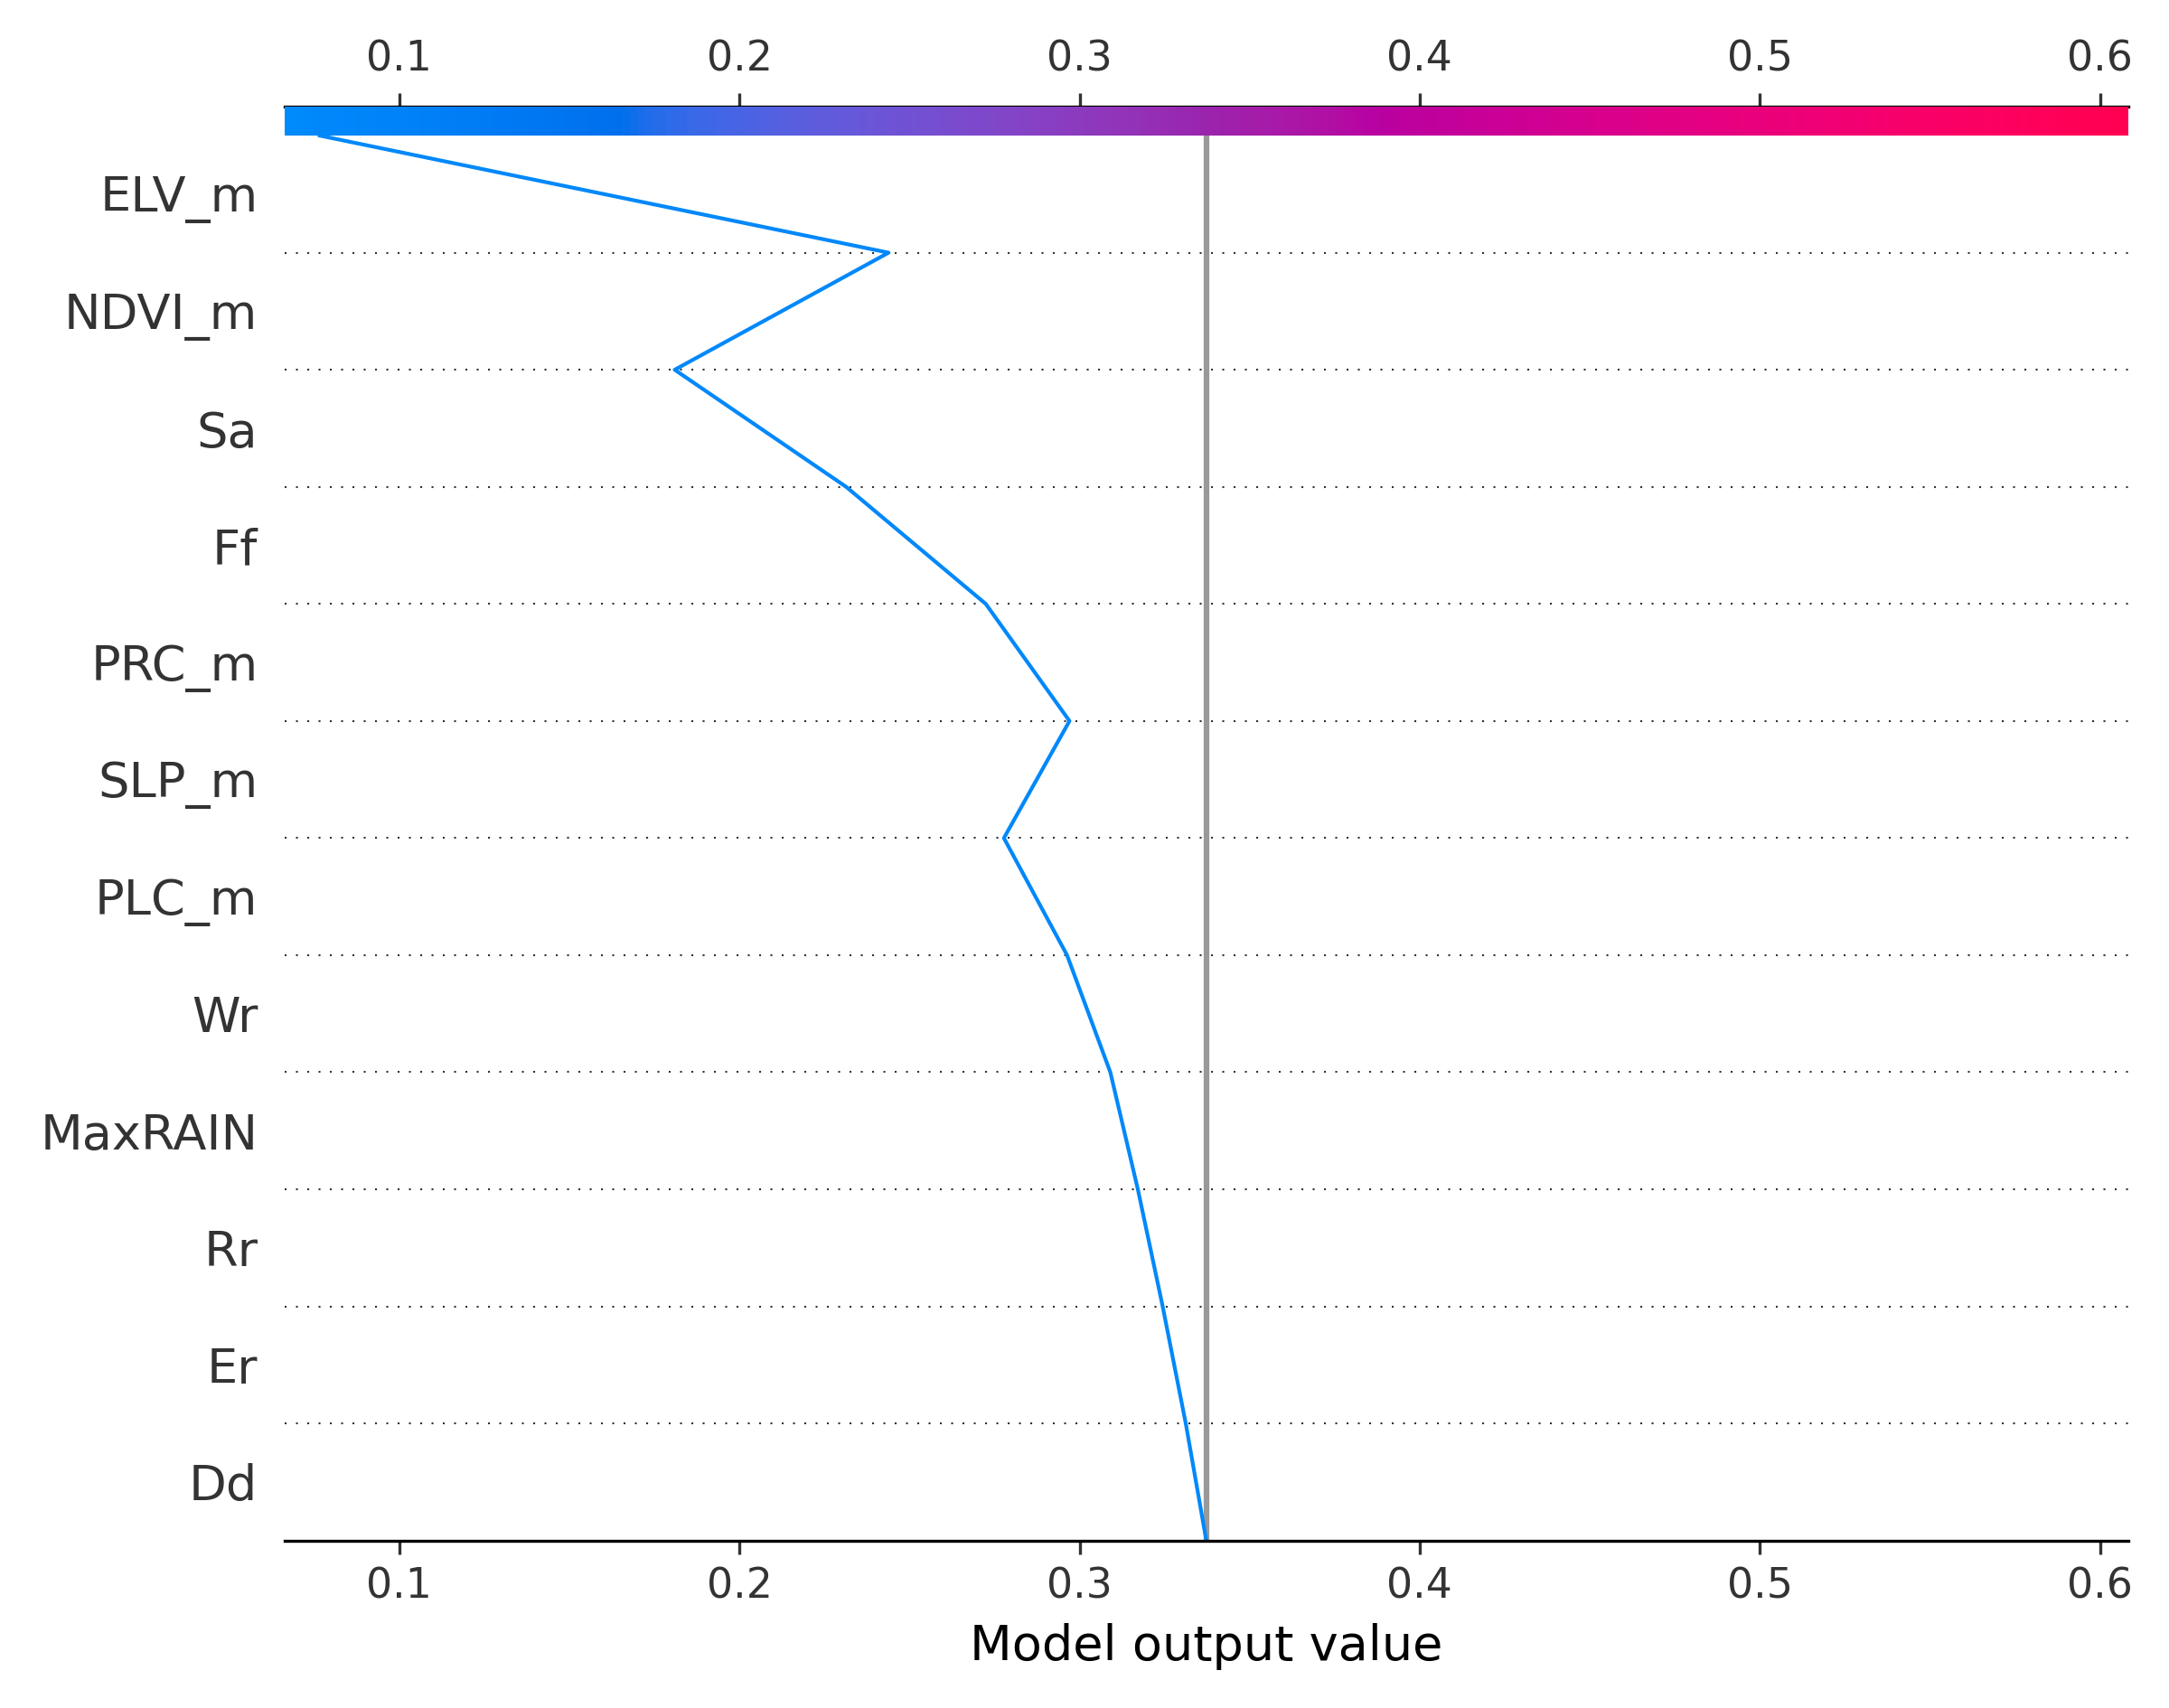 0.1 0.2 0.3 0.4 0.5 0.6
ELV_m
NDVI_m
Sa
Ff
PRC_m
SLP_m
PLC_m
Wr
MaxRAIN
Rr
Er
Dd
0.1 0.2 0.3 0.4 0.5 0.6
Model output value